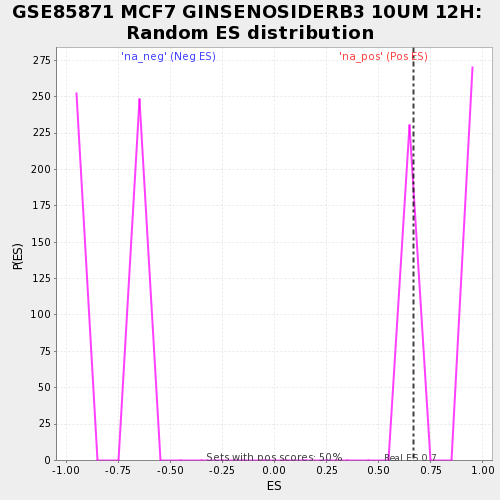 GSE85871 MCF7 GINSENOSIDERB3 10UM 12H:
Random ES distribution
'na_neg' (Neg ES)
'na_pos' (Pos ES)
275
250
225
200
175
150
125
100
75
50
25
0
P(ES)
Sets with pos scores: 50%
Real ES 0.7
-1.00 -0.75 -0.50 -0.25 0.00 0.25 0.50 0.75 1.00
ES